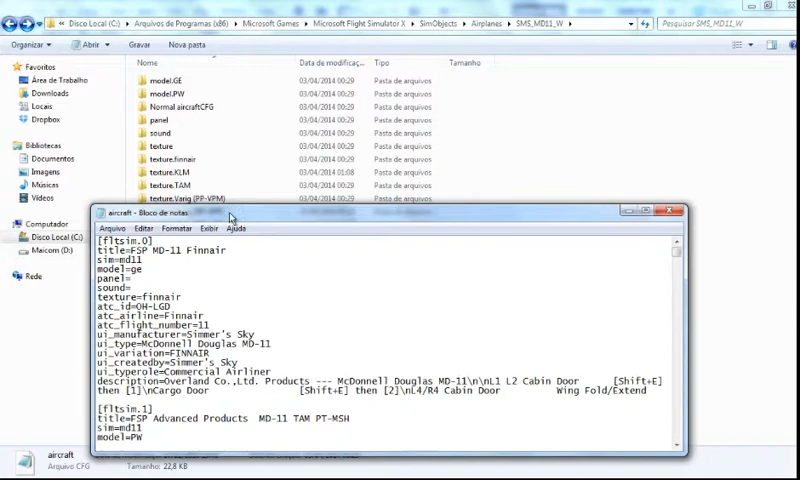 Disco Local (C:) ▸ Arquivos de Programas (x86) ▸ Microsoft Games ▸ Microsoft Flight Simulator X ▸ SimObjects ▸ Airplanes ▸ SMS_MD11_W
Pesquisar SMS_MD11_W
Organizar Abrir Gravar Nova pasta
Nome Data de modificaç... Tipo Tamanho
Favoritos
Área de Trabalho
Downloads
Locais
Dropbox
Bibliotecas
Documentos
Imagens
Músicas
Vídeos
Computador
Disco Local (C:)
Maicom (D:)
Rede
model.GE 03/04/2014 00:29 Pasta de arquivos
model.PW 03/04/2014 00:29 Pasta de arquivos
Normal aircraftCFG 03/04/2014 00:29 Pasta de arquivos
panel 03/04/2014 00:29 Pasta de arquivos
sound 03/04/2014 00:29 Pasta de arquivos
texture 03/04/2014 00:29 Pasta de arquivos
texture.finnair 03/04/2014 00:29 Pasta de arquivos
texture.KLM 03/04/2014 01:08 Pasta de arquivos
texture.TAM 03/04/2014 00:29 Pasta de arquivos
texture.Varig (PP-VPM) 03/04/2014 00:29 Pasta de arquivos
aircraft - Bloco de notas
Arquivo Editar Formatar Exibir Ajuda
[fltsim.0]
title=FSP MD-11 Finnair
sim=md11
model=ge
panel=
sound=
texture=finnair
atc_id=OH-LGD
atc_airline=Finnair
atc_flight_number=11
ui_manufacturer=Simmer's Sky
ui_type=McDonnell Douglas MD-11
ui_variation=FINNAIR
ui_createdby=Simmer's Sky
ui_typerole=Commercial Airliner
description=Overland Co.,Ltd. Products --- McDonnell Douglas MD-11\n\nL1 L2 Cabin Door [Shift+E]
then [1]\nCargo Door [Shift+E] then [2]\nL4/R4 Cabin Door Wing Fold/Extend
[fltsim.1]
title=FSP Advanced Products MD-11 TAM PT-MSH
sim=md11
model=PW
aircraft
Arquivo CFG Tamanho: 22,8 KB